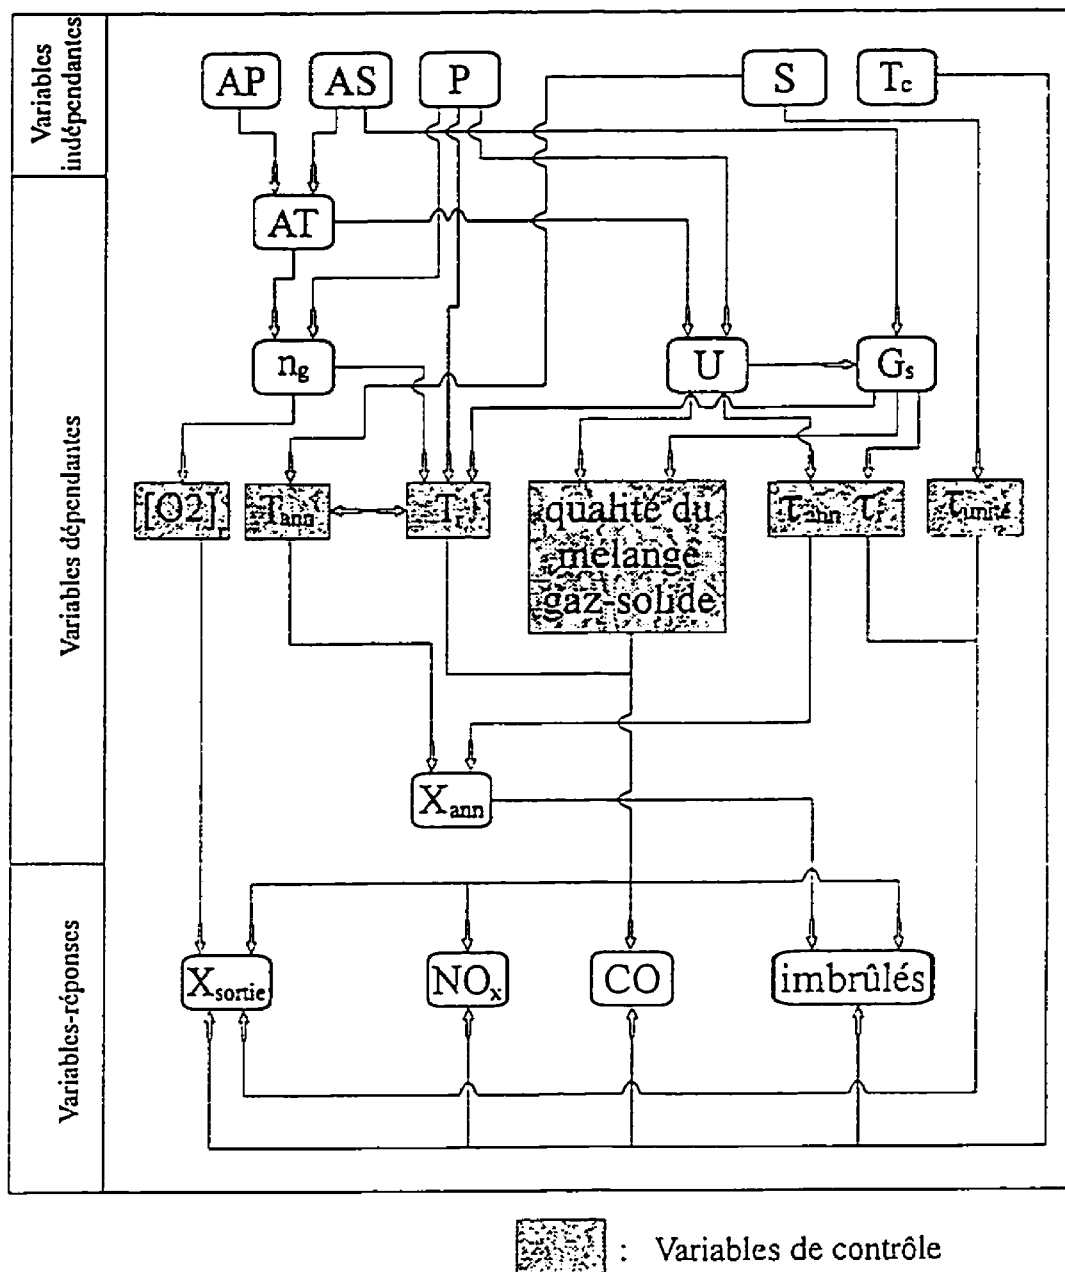 Variables
indépendantes
AP AS P S Tc
Variables dépendantes
AT
ng U Gs
[O2]r Tann Tr qualité du
mélange
gaz-solide
τann τr τunité
Xann
Variables-réponses
Xsortie NOx CO imbrûlés
: Variables de contrôle